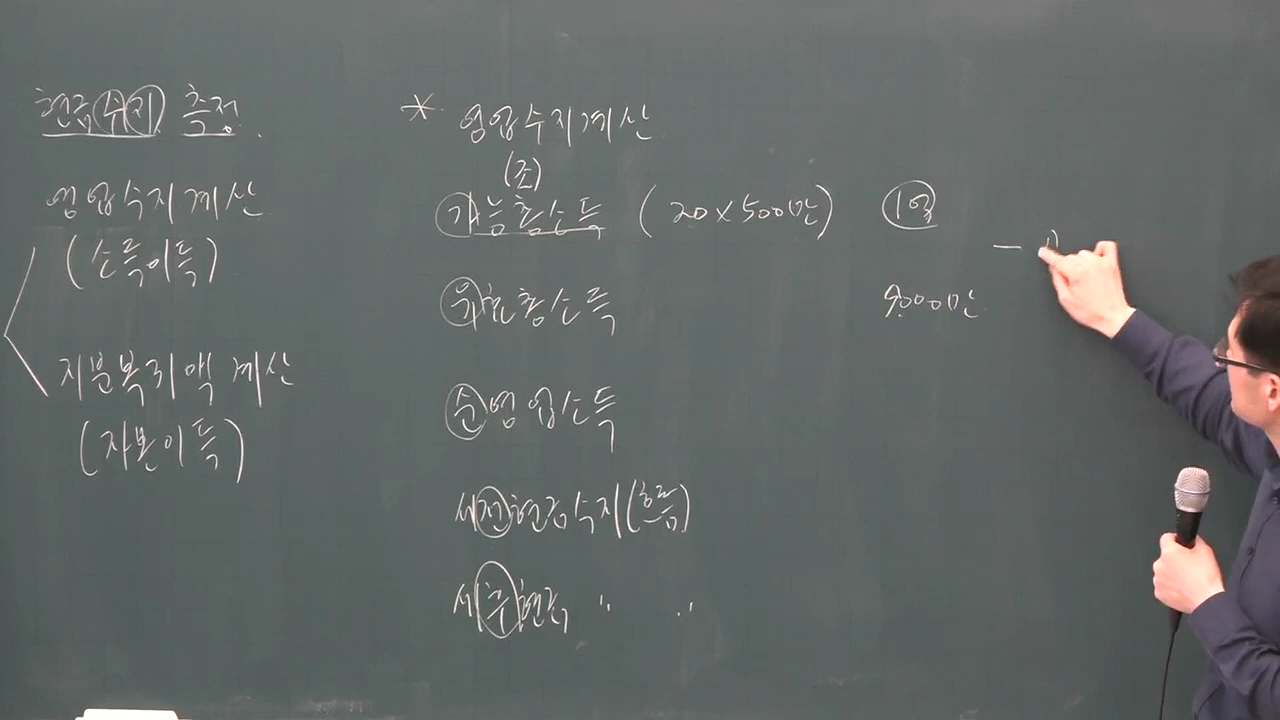 현금수지 측정.
영업수지계산
(소득이득)
지분복귀액 계산
(자본이득)
* 영업수지계산
(조)
가능총소득 (20×500만) 1억
유효총소득 9000만
순영업소득
세전현금수지(흐름)
세후현금 〃 〃